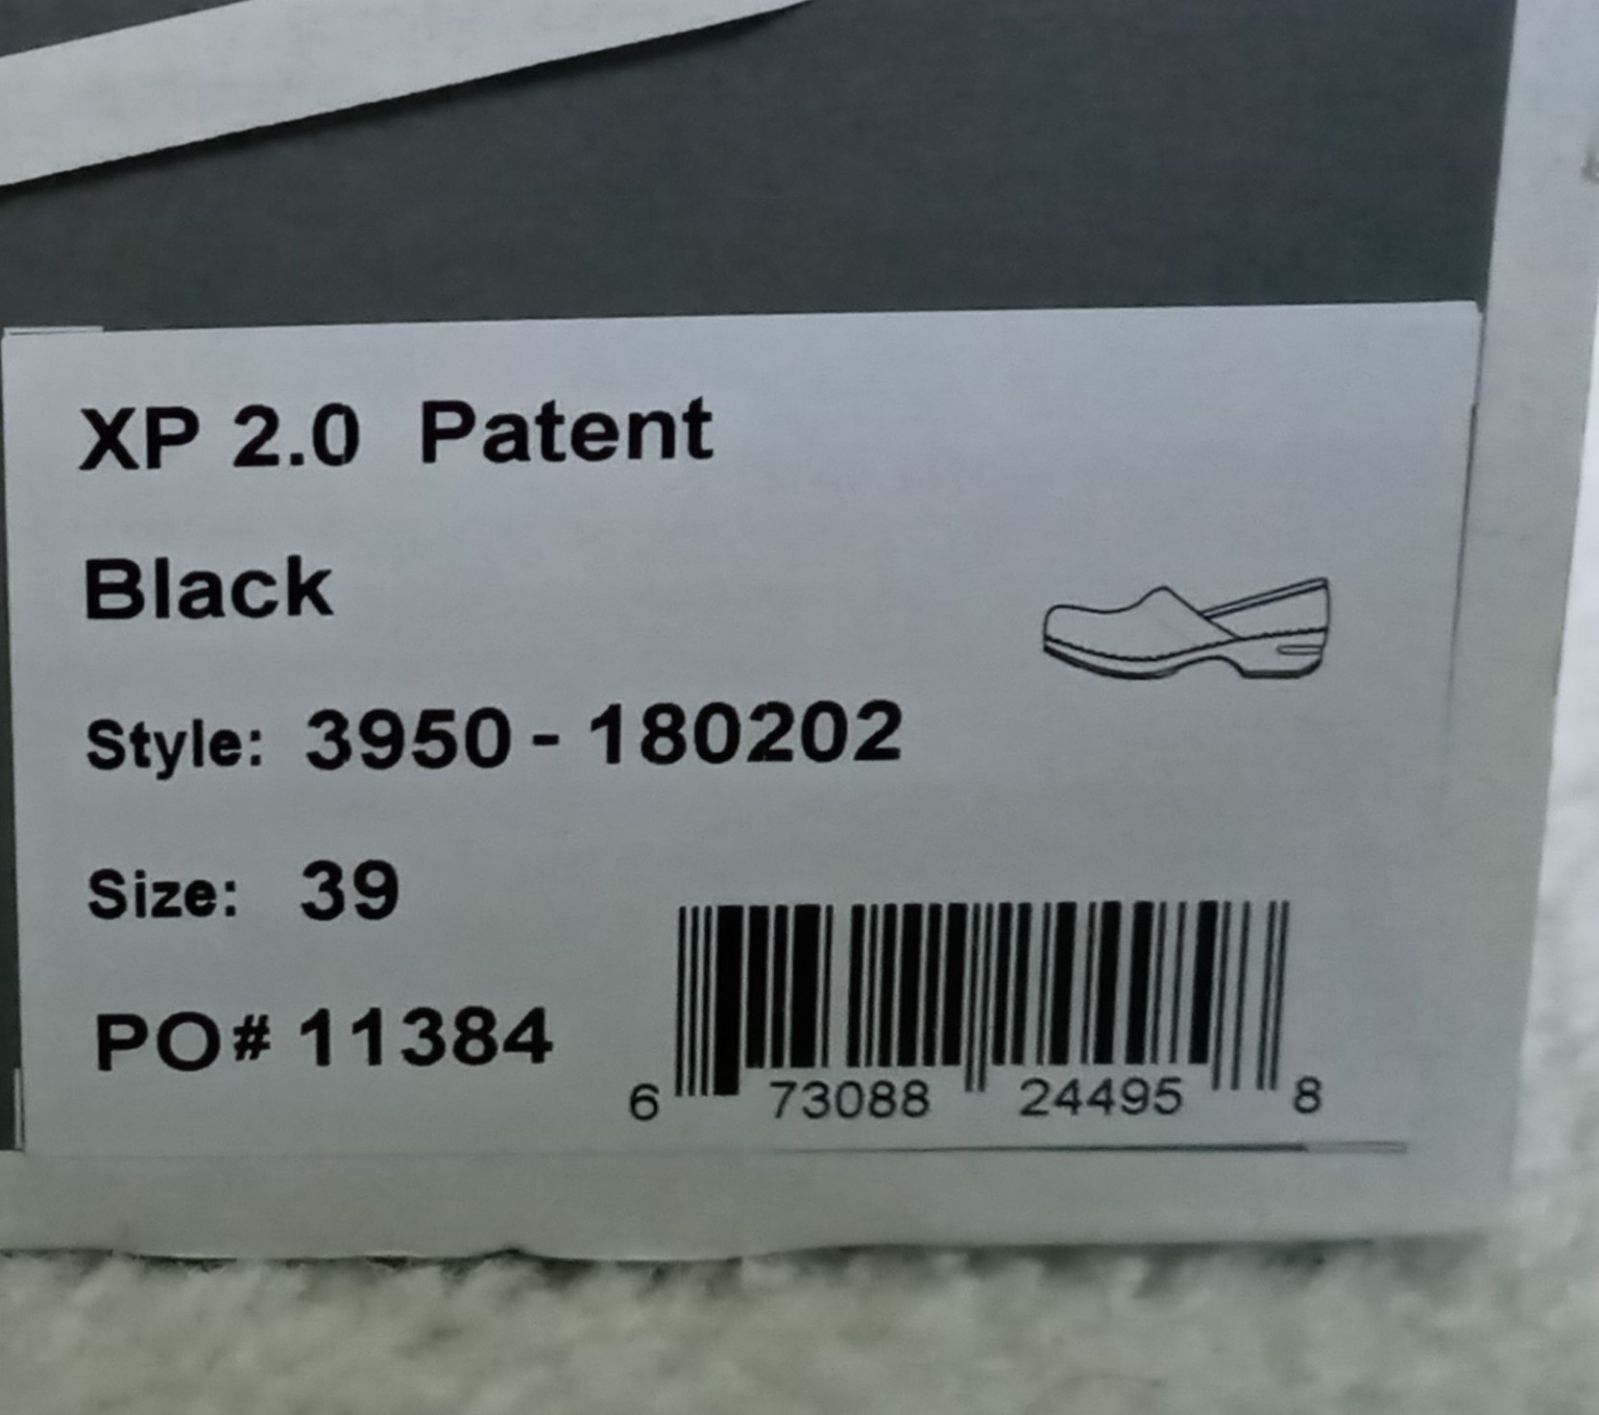 XP 2.0 Patent
Black
Style: 3950 - 180202
Size: 39
PO# 11384
6 73088 24495 8